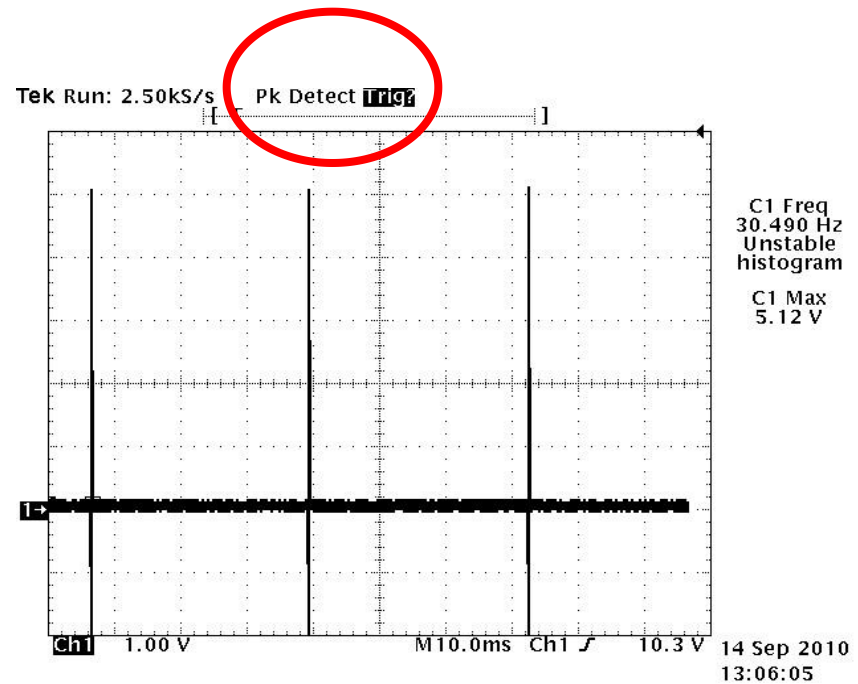 Tek Run: 2.50kS/s Pk Detect Trig?
[ T ]
C1 Freq
30.490 Hz
Unstable
histogram
C1 Max
5.12 V
1→
Ch1 1.00 V M10.0ms Ch1 ƒ 10.3 V
14 Sep 2010
13:06:05